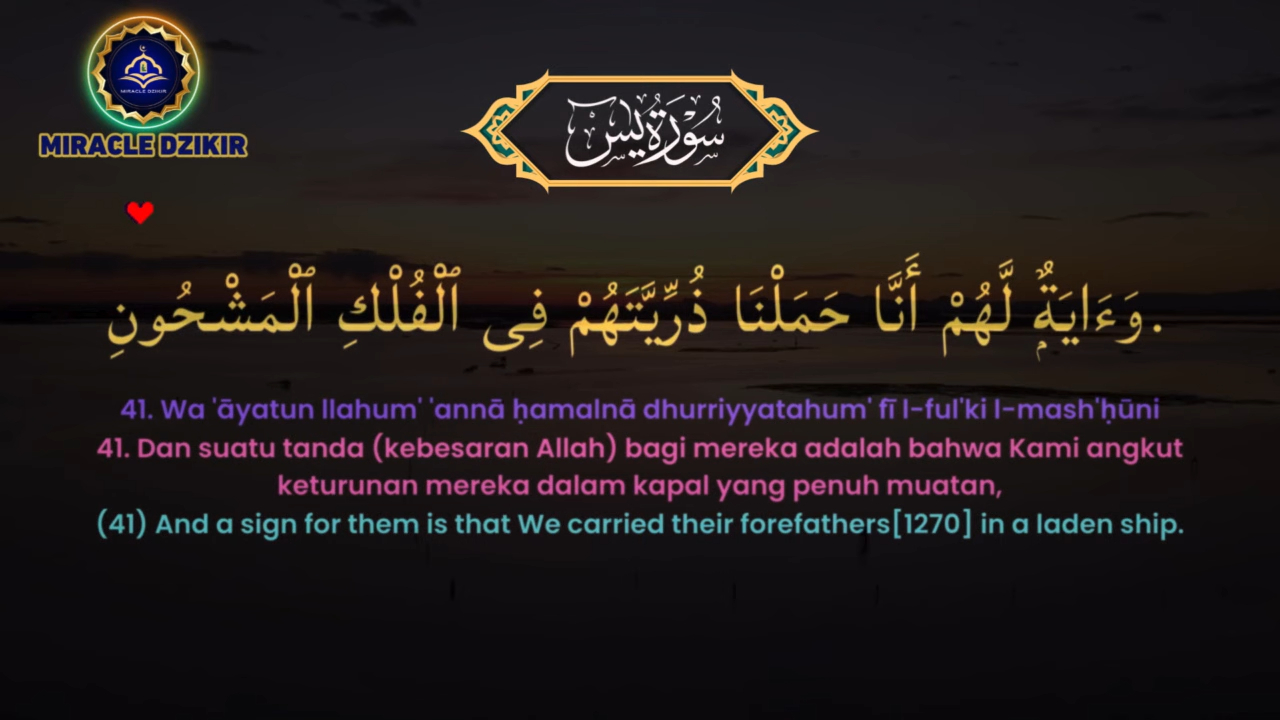 MIRACLE DZIKIR
MIRACLE DZIKIR
سُوْرَةُ يٰسٓ
وَءَايَةٌ لَّهُمْ أَنَّا حَمَلْنَا ذُرِّيَّتَهُمْ فِى ٱلْفُلْكِ ٱلْمَشْحُونِ.
41. Wa 'āyatun llahum' 'annā ḥamalnā dhurriyyatahum' fī l-ful'ki l-mash'ḥūni
41. Dan suatu tanda (kebesaran Allah) bagi mereka adalah bahwa Kami angkut
keturunan mereka dalam kapal yang penuh muatan,
(41) And a sign for them is that We carried their forefathers[1270] in a laden ship.